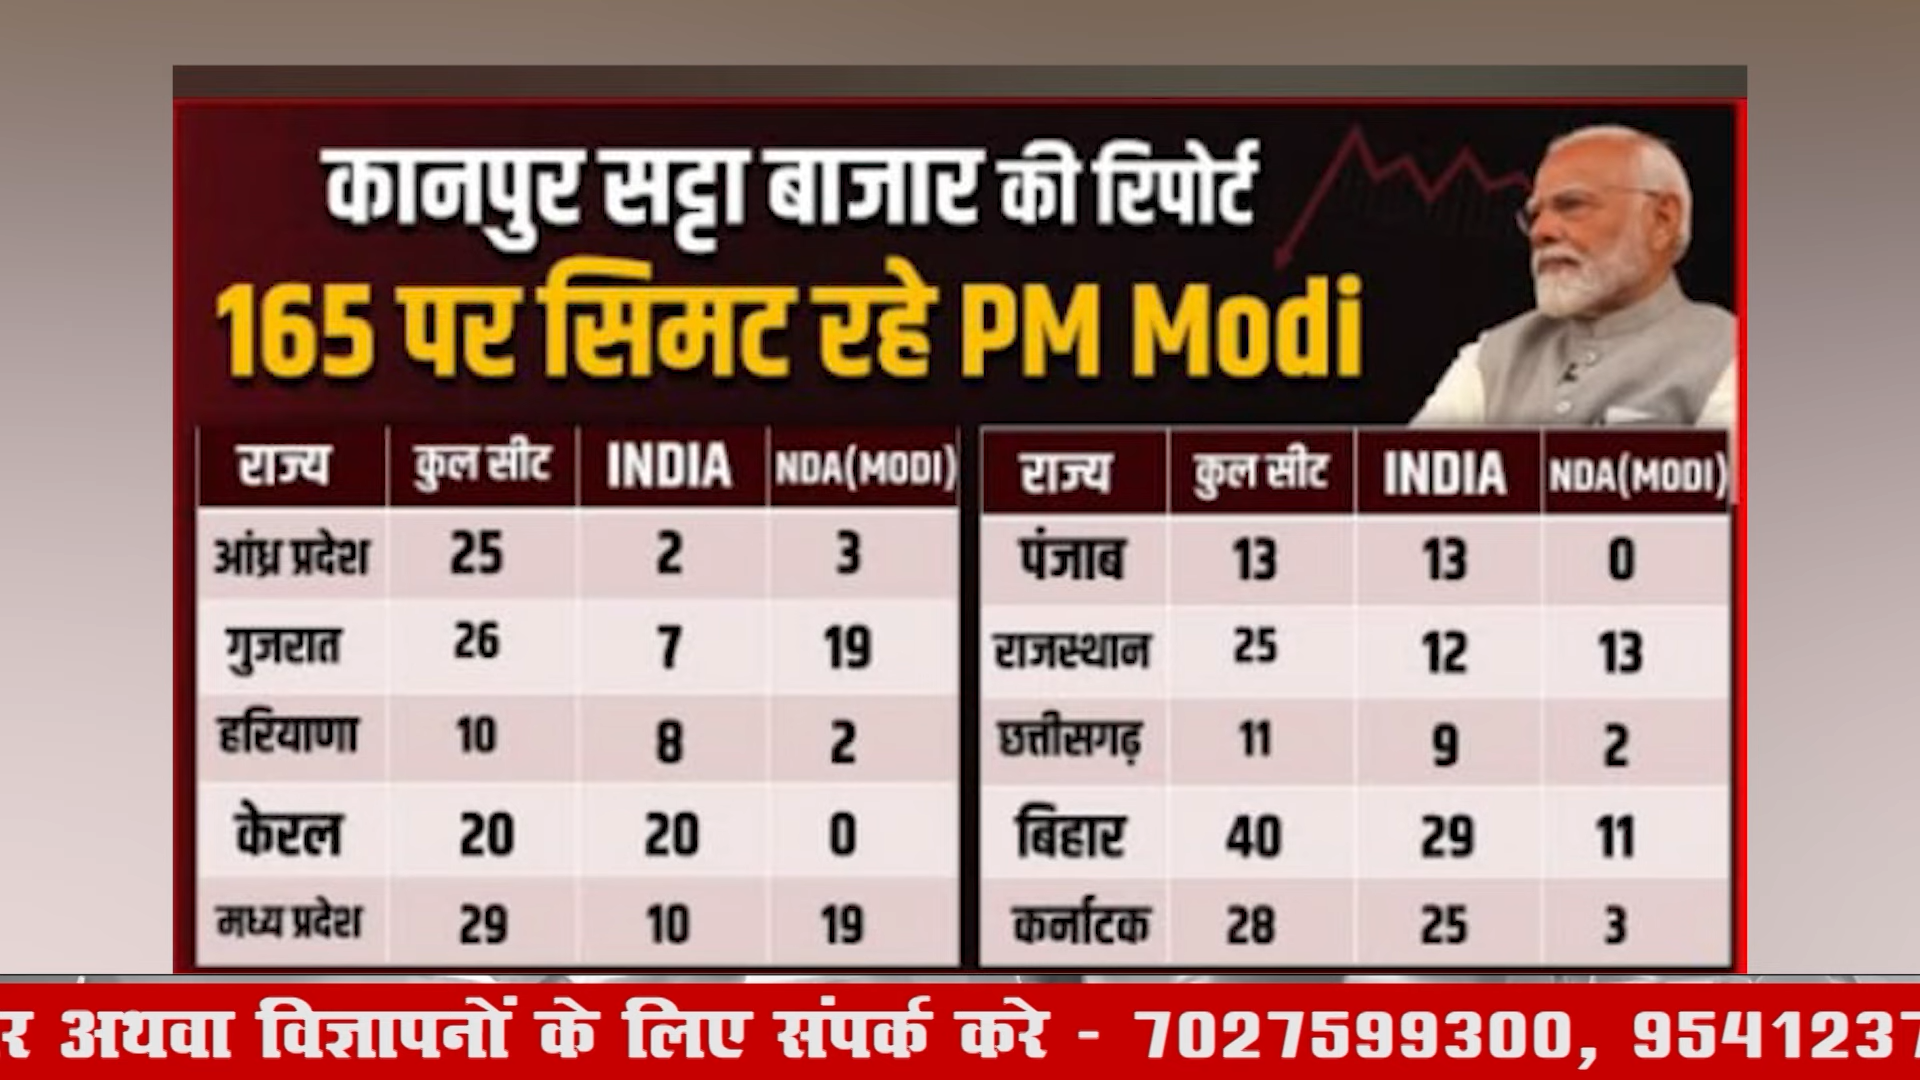 कानपुर सट्टा बाजार की रिपोर्ट
165 पर सिमट रहे PM Modi
राज्य कुल सीट INDIA NDA(MODI)
आंध्र प्रदेश 25 2 3
गुजरात 26 7 19
हरियाणा 10 8 2
केरल 20 20 0
मध्य प्रदेश 29 10 19
राज्य कुल सीट INDIA NDA(MODI)
पंजाब 13 13 0
राजस्थान 25 12 13
छत्तीसगढ़ 11 9 2
बिहार 40 29 11
कर्नाटक 28 25 3
अथवा विज्ञापनों के लिए संपर्क करे - 7027599300, 9541237